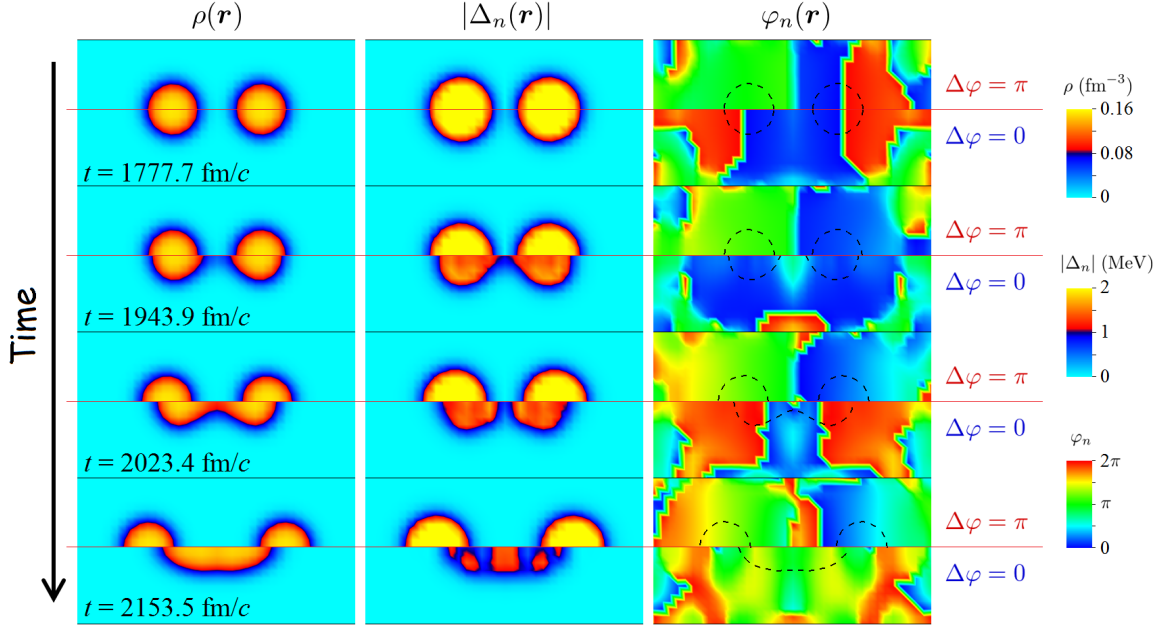 ρ(r) |Δₙ(r)| φₙ(r)
Time
t = 1777.7 fm/c
Δφ = π
Δφ = 0
t = 1943.9 fm/c
Δφ = π
Δφ = 0
t = 2023.4 fm/c
Δφ = π
Δφ = 0
t = 2153.5 fm/c
Δφ = π
Δφ = 0
ρ (fm⁻³)
0.16
0.08
0
|Δₙ| (MeV)
2
1
0
φₙ
2π
π
0